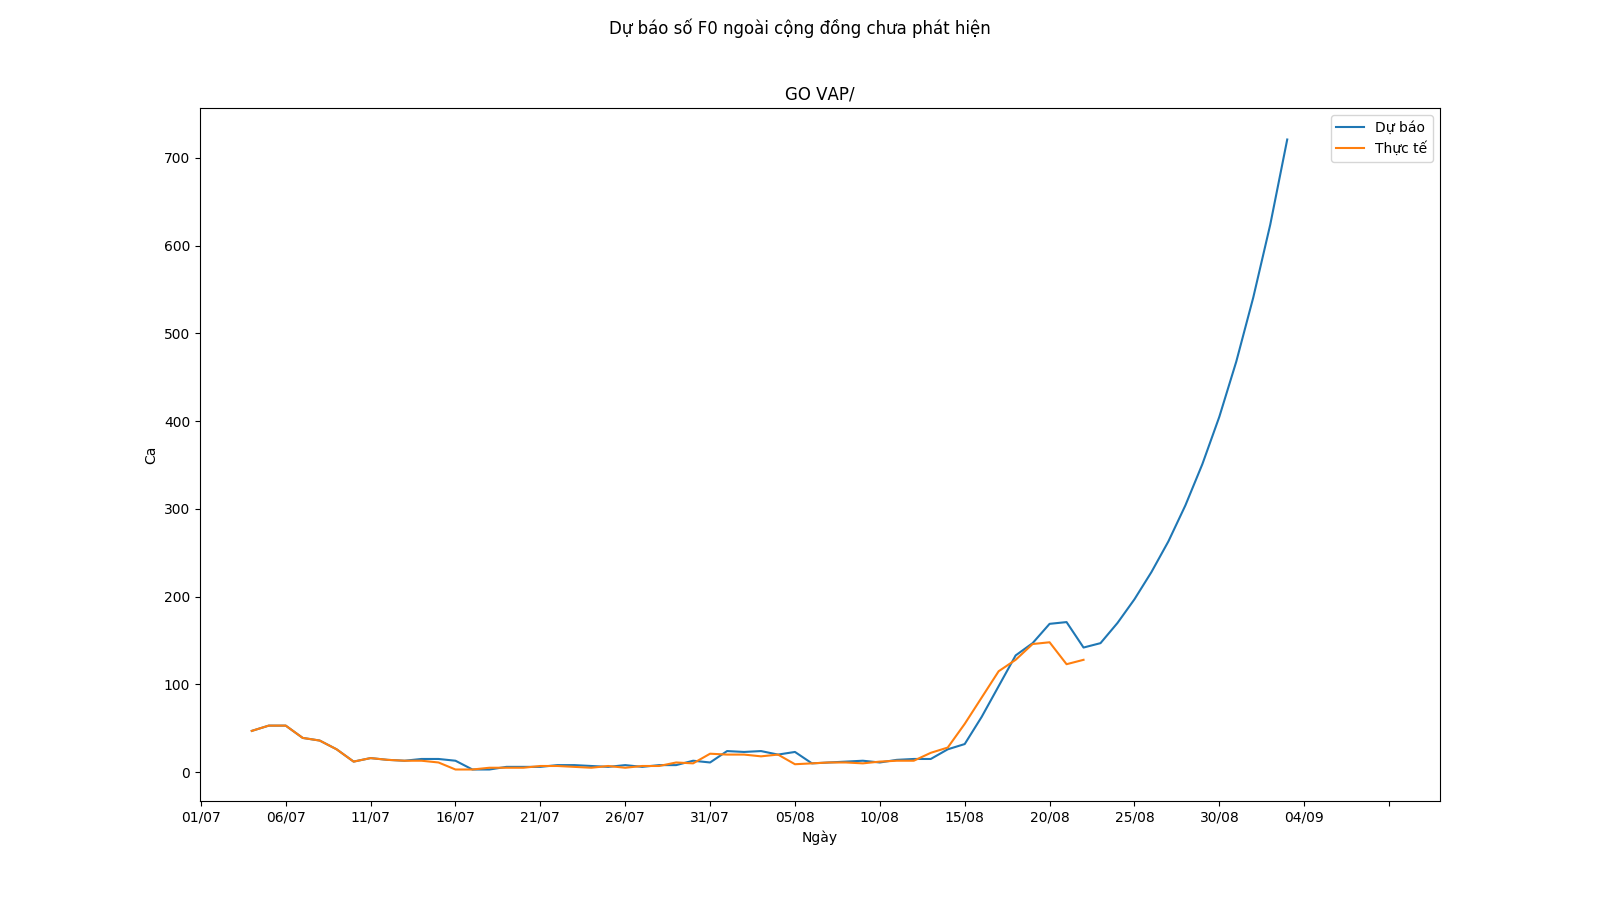 Dự báo số F0 ngoài cộng đồng chưa phát hiện
GO VAP/
Dự báo
Thực tế
700
600
500
400
300
200
100
0
Ca
01/07 06/07 11/07 16/07 21/07 26/07 31/07 05/08 10/08 15/08 20/08 25/08 30/08 04/09
Ngày